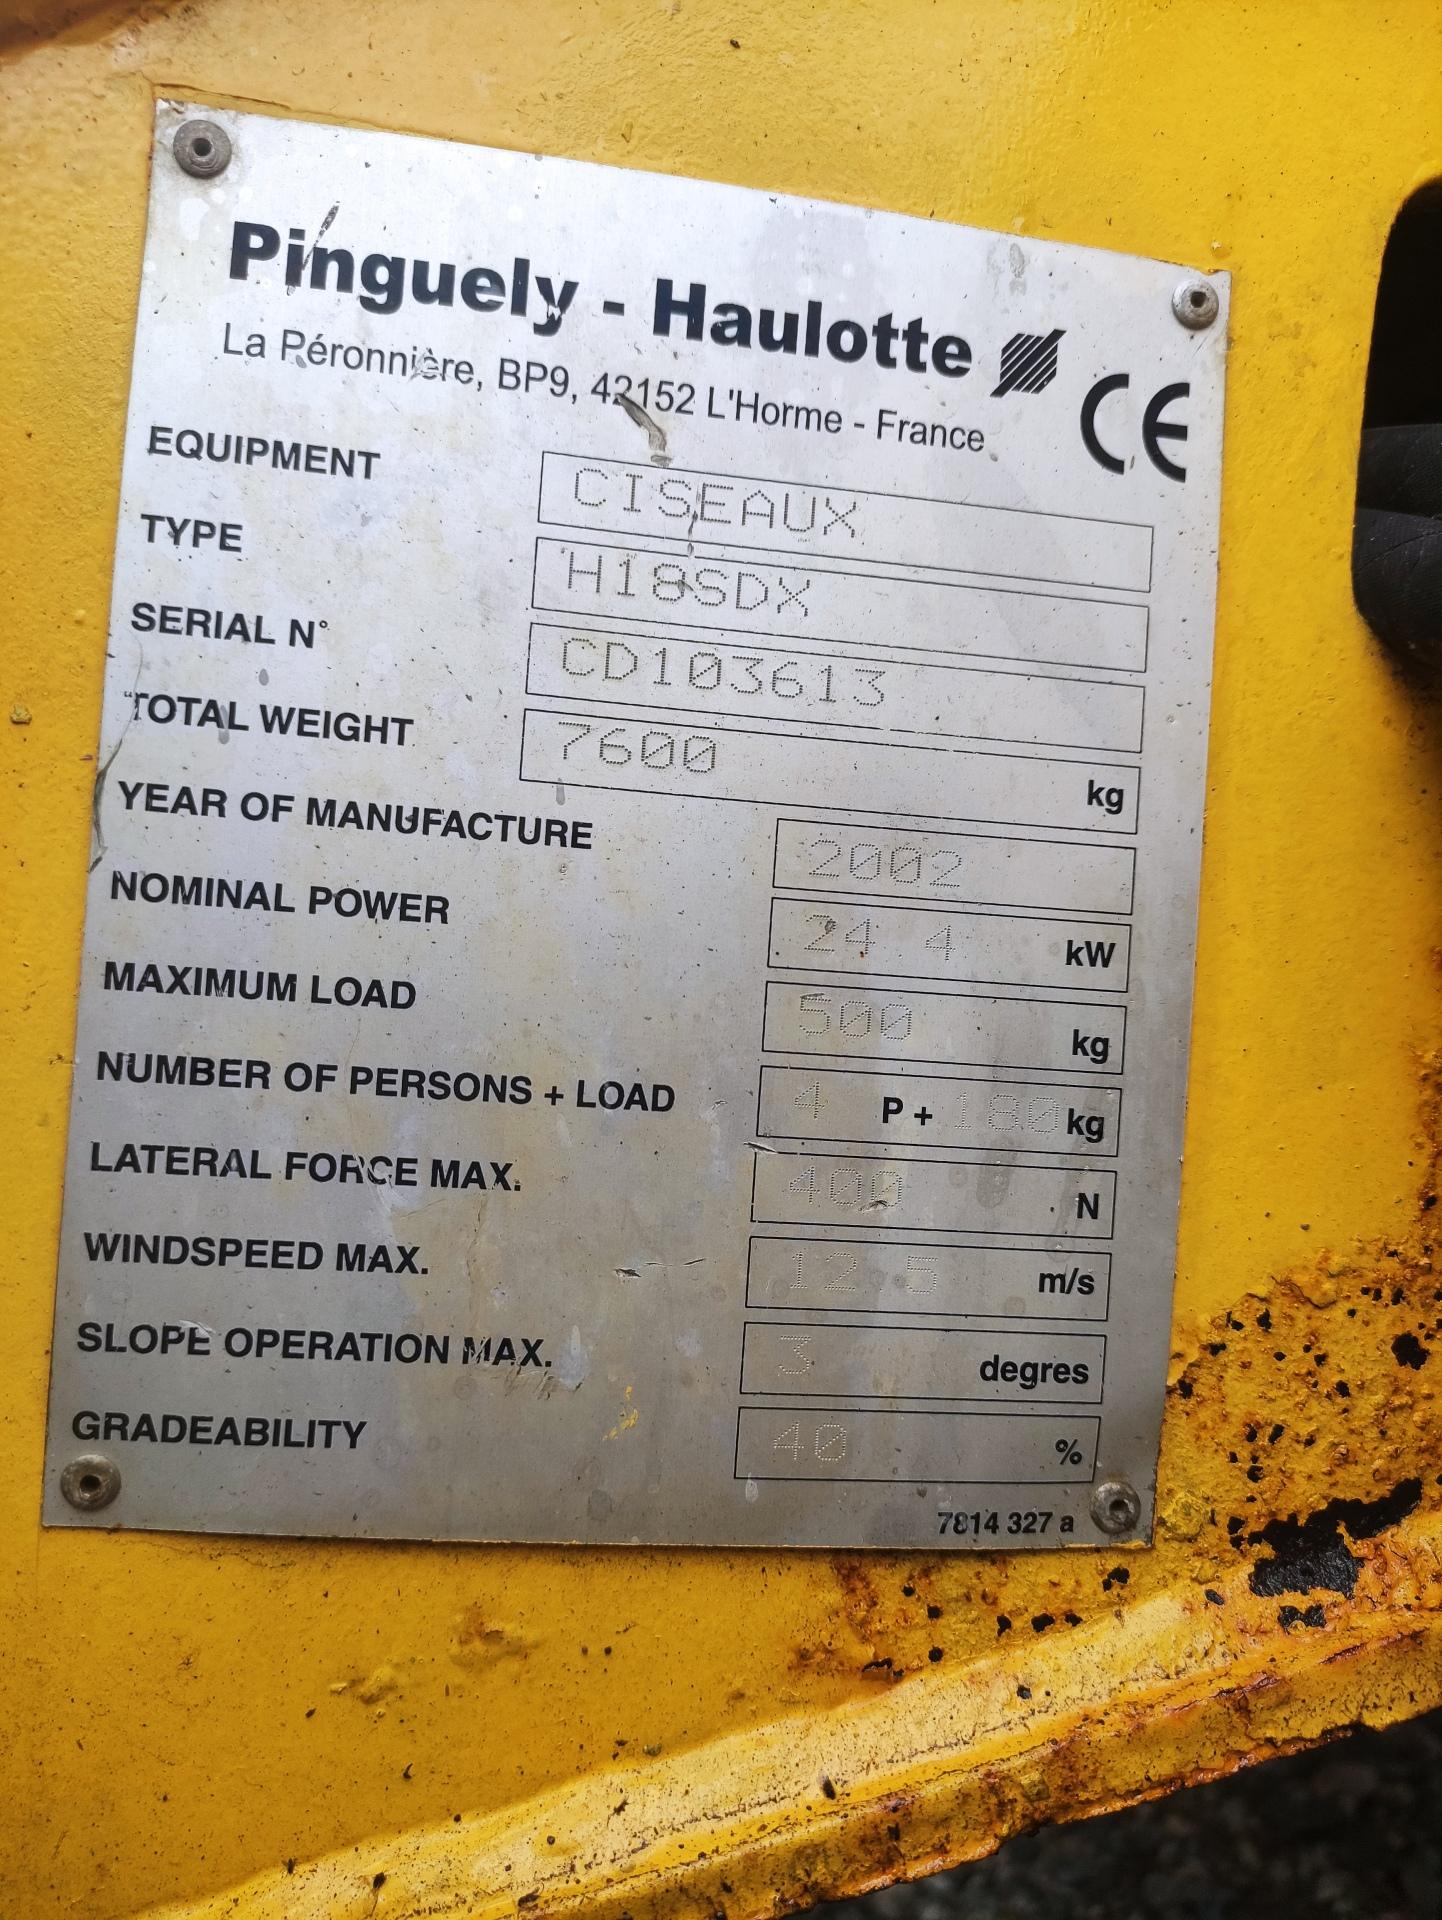 Pinguely - Haulotte
CE
La Péronnière, BP9, 42152 L'Horme - France
EQUIPMENT CISEAUX
TYPE H18SDX
SERIAL N° CD103613
TOTAL WEIGHT 7600 kg
YEAR OF MANUFACTURE 2002
NOMINAL POWER 24 4 kW
MAXIMUM LOAD 500 kg
NUMBER OF PERSONS + LOAD 4 P + 180 kg
LATERAL FORCE MAX. 400 N
WINDSPEED MAX. 12.5 m/s
SLOPE OPERATION MAX. 3 degres
GRADEABILITY 40 %
7814 327 a